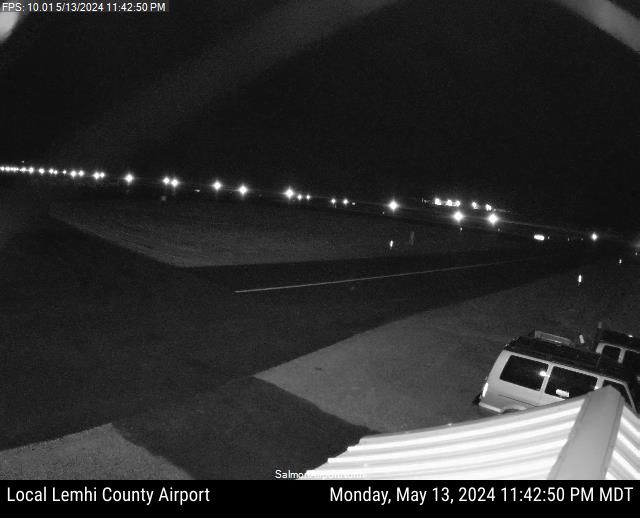 FPS: 10.01 5/13/2024 11:42:50 PM
Local Lemhi County Airport
Monday, May 13, 2024 11:42:50 PM MDT